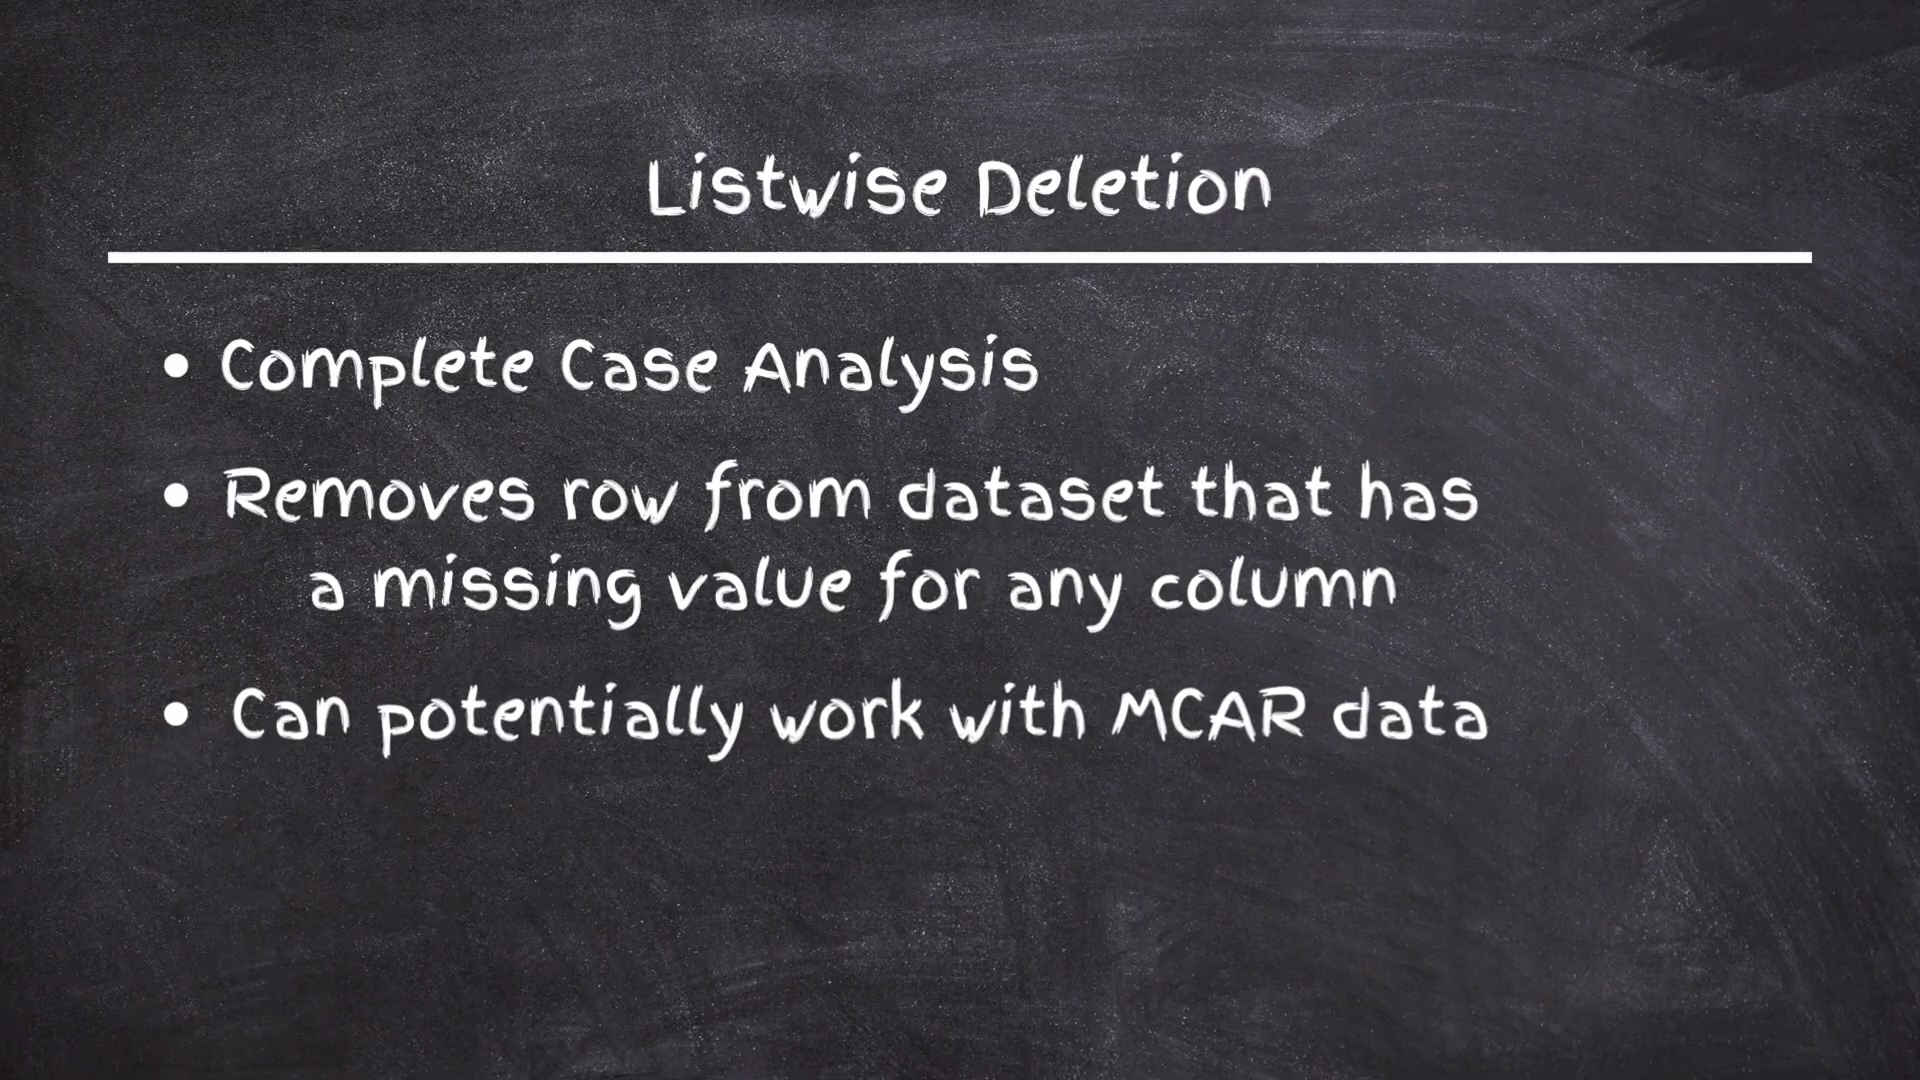 Listwise Deletion
• Complete Case Analysis
• Removes row from dataset that has
a missing value for any column
• Can potentially work with MCAR data